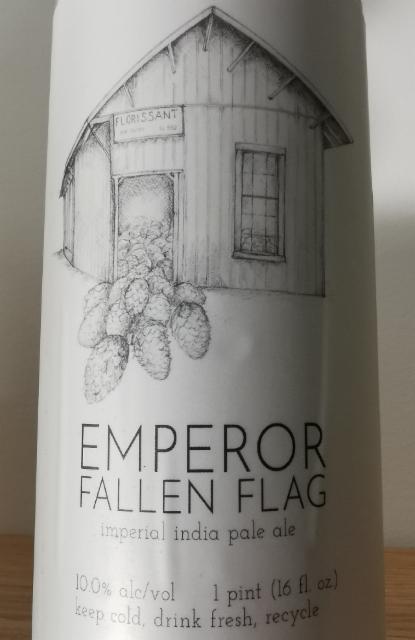 FLORISSANT
EMPEROR
FALLEN FLAG
imperial india pale ale
10.0% alc/vol 1 pint (16 fl. oz.)
keep cold, drink fresh, recycle